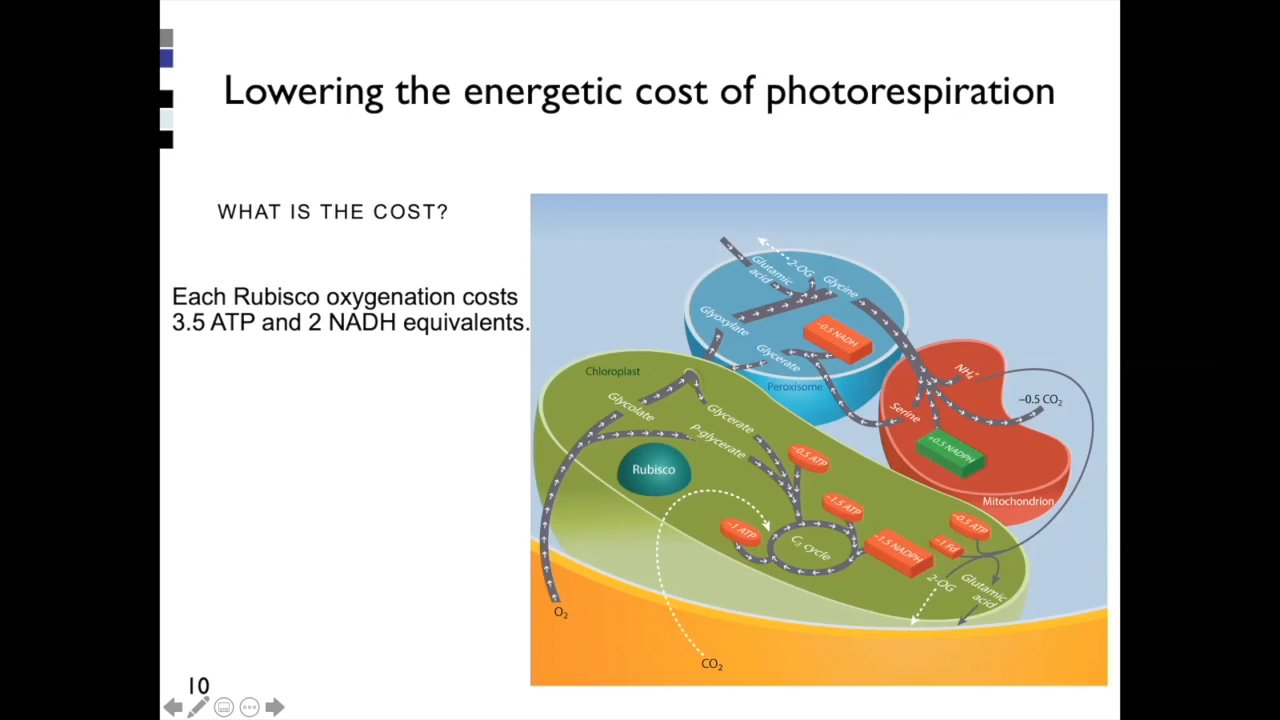 Lowering the energetic cost of photorespiration
WHAT IS THE COST?
Each Rubisco oxygenation costs
3.5 ATP and 2 NADH equivalents.
2-OG
Glutamic
acid
Glycine
Glyoxylate
−0.5 NADH
Glycerate
Peroxisome
Chloroplast
NH₄⁺
−0.5 CO₂
Serine
+0.5 NADPH
Mitochondrion
Glycolate
Glycerate
P-glycerate
Rubisco
−0.5 ATP
−1.5 ATP
−1 ATP
C₃ cycle
−1.5 NADPH
−1 Fd
−0.5 ATP
2-OG
Glutamic
acid
O₂
CO₂
10